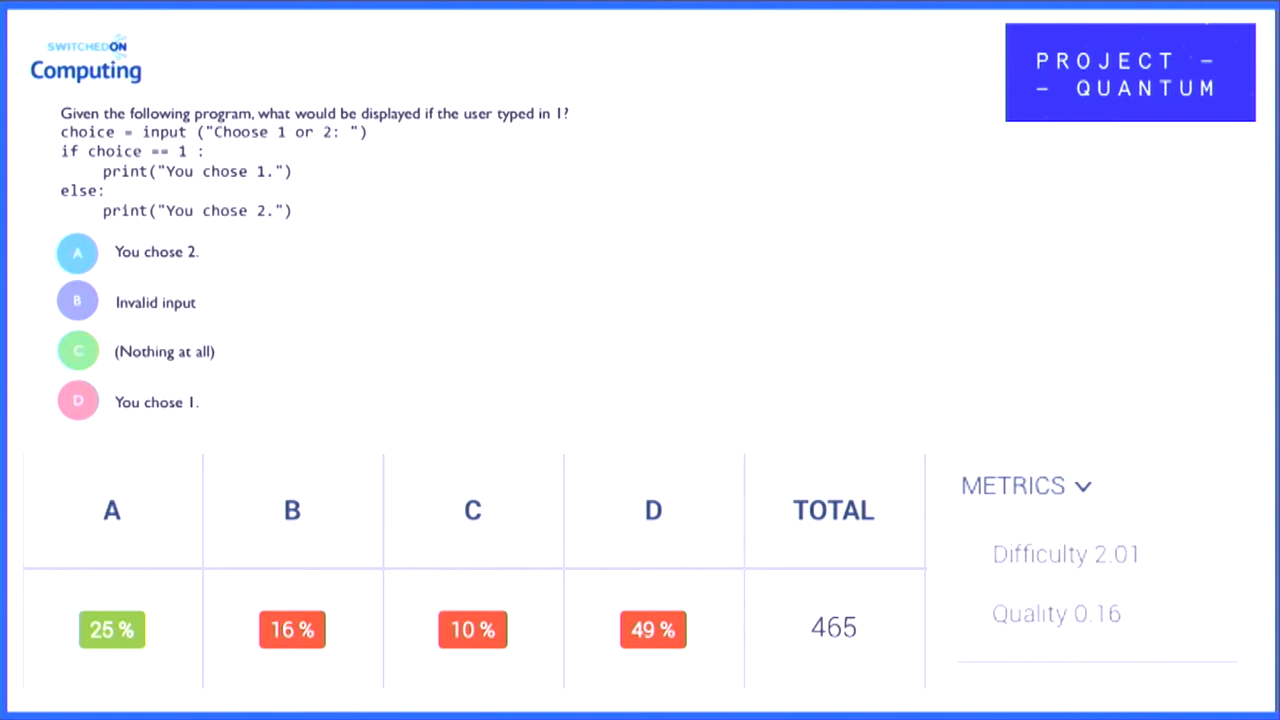 SWITCHEDON
Computing
PROJECT –
– QUANTUM
Given the following program, what would be displayed if the user typed in 1?
choice = input ("Choose 1 or 2: ")
if choice == 1 :
print("You chose 1.")
else:
print("You chose 2.")
A You chose 2.
B Invalid input
C (Nothing at all)
D You chose 1.
A B C D TOTAL
25 % 16 % 10 % 49 % 465
METRICS
Difficulty 2.01
Quality 0.16